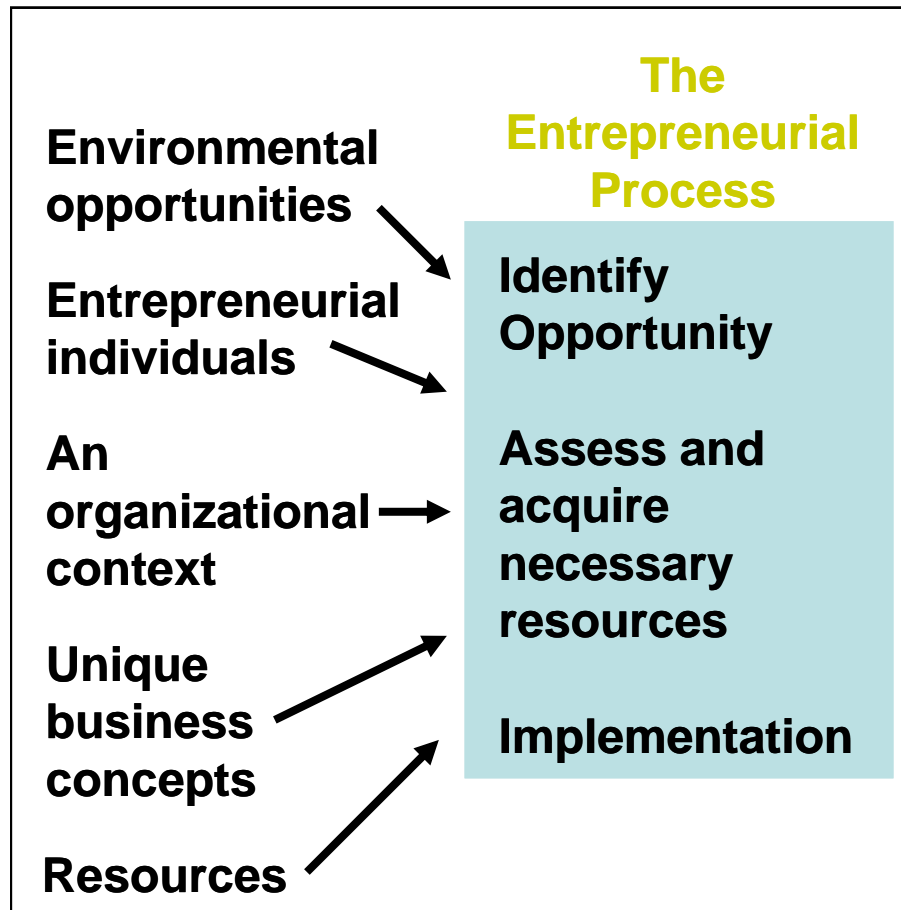 Environmental
opportunities
Entrepreneurial
individuals
An
organizational
context
Unique
business
concepts
Resources
The
Entrepreneurial
Process
Identify
Opportunity
Assess and
acquire
necessary
resources
Implementation